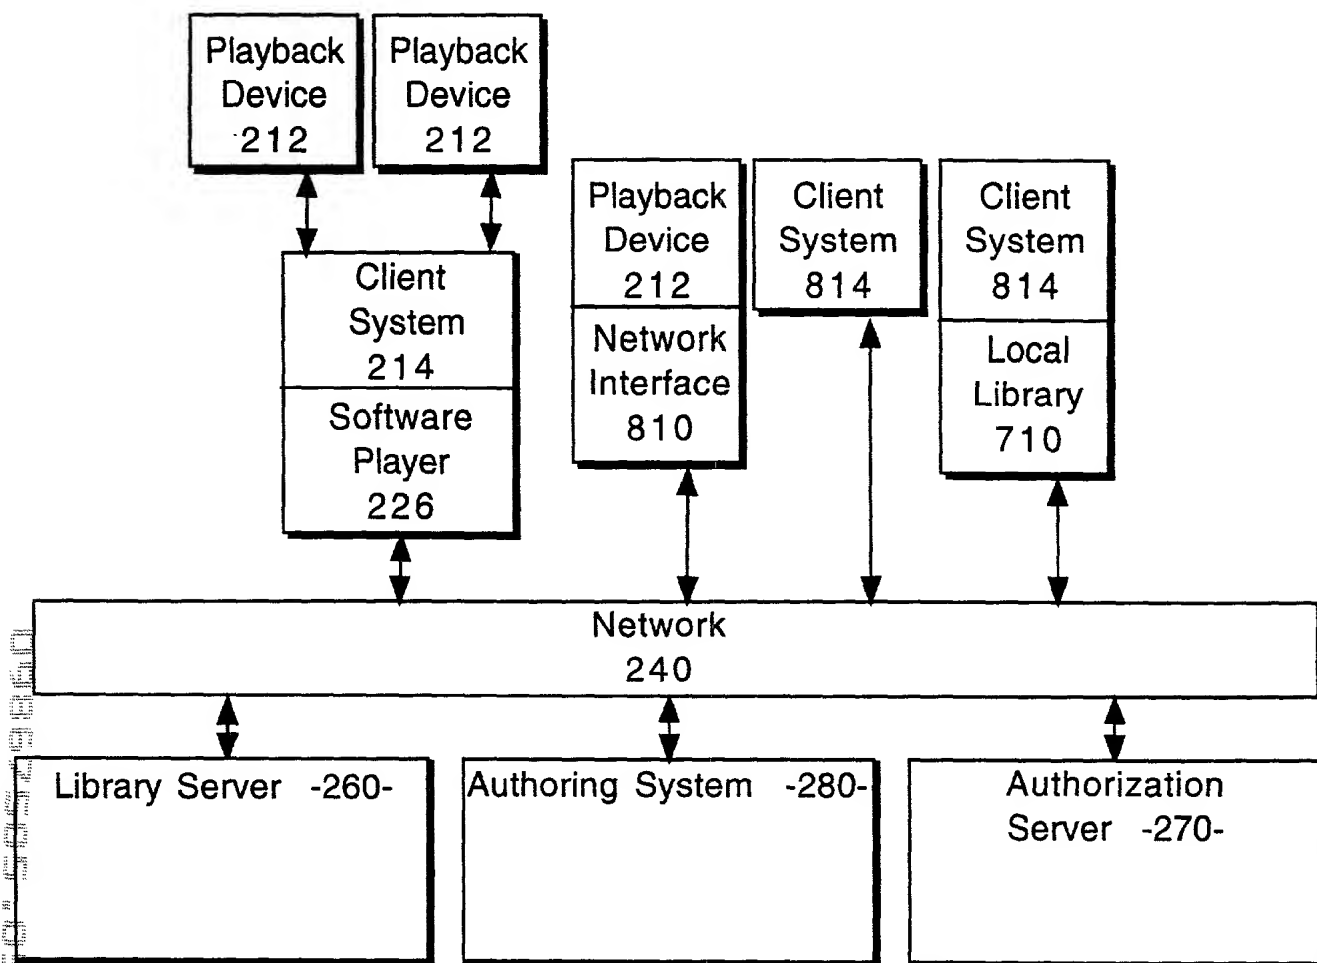 Playback
Device
212
Playback
Device
212
Playback
Device
212
Network
Interface
810
Client
System
814
Client
System
814
Local
Library
710
Client
System
214
Software
Player
226
Network
240
Library Server -260-
Authoring System -280-
Authorization
Server -270-